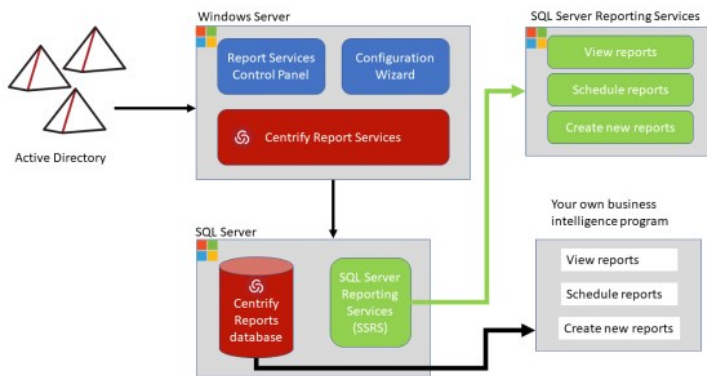 Windows Server
SQL Server Reporting Services
Report Services
Control Panel
Configuration
Wizard
View reports
Schedule reports
Create new reports
Centrify Report Services
Active Directory
Your own business
intelligence program
SQL Server
View reports
Schedule reports
Create new reports
Centrify
Reports
database
SQL Server
Reporting
Services
(SSRS)